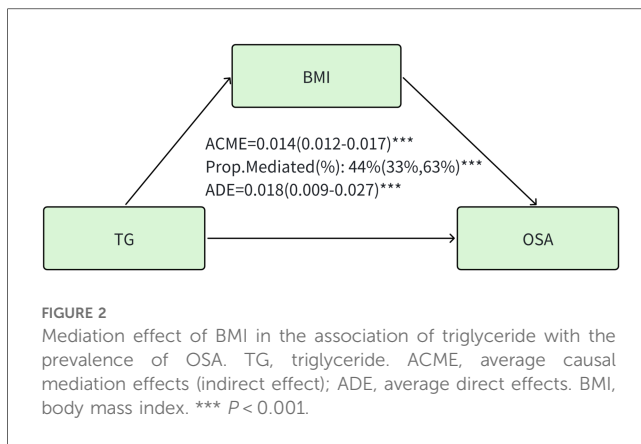 BMI
ACME=0.014(0.012-0.017)***
Prop.Mediated(%): 44%(33%,63%)***
ADE=0.018(0.009-0.027)***
TG
OSA
FIGURE 2
Mediation effect of BMI in the association of triglyceride with the
prevalence of OSA. TG, triglyceride. ACME, average causal
mediation effects (indirect effect); ADE, average direct effects. BMI,
body mass index. *** P < 0.001.